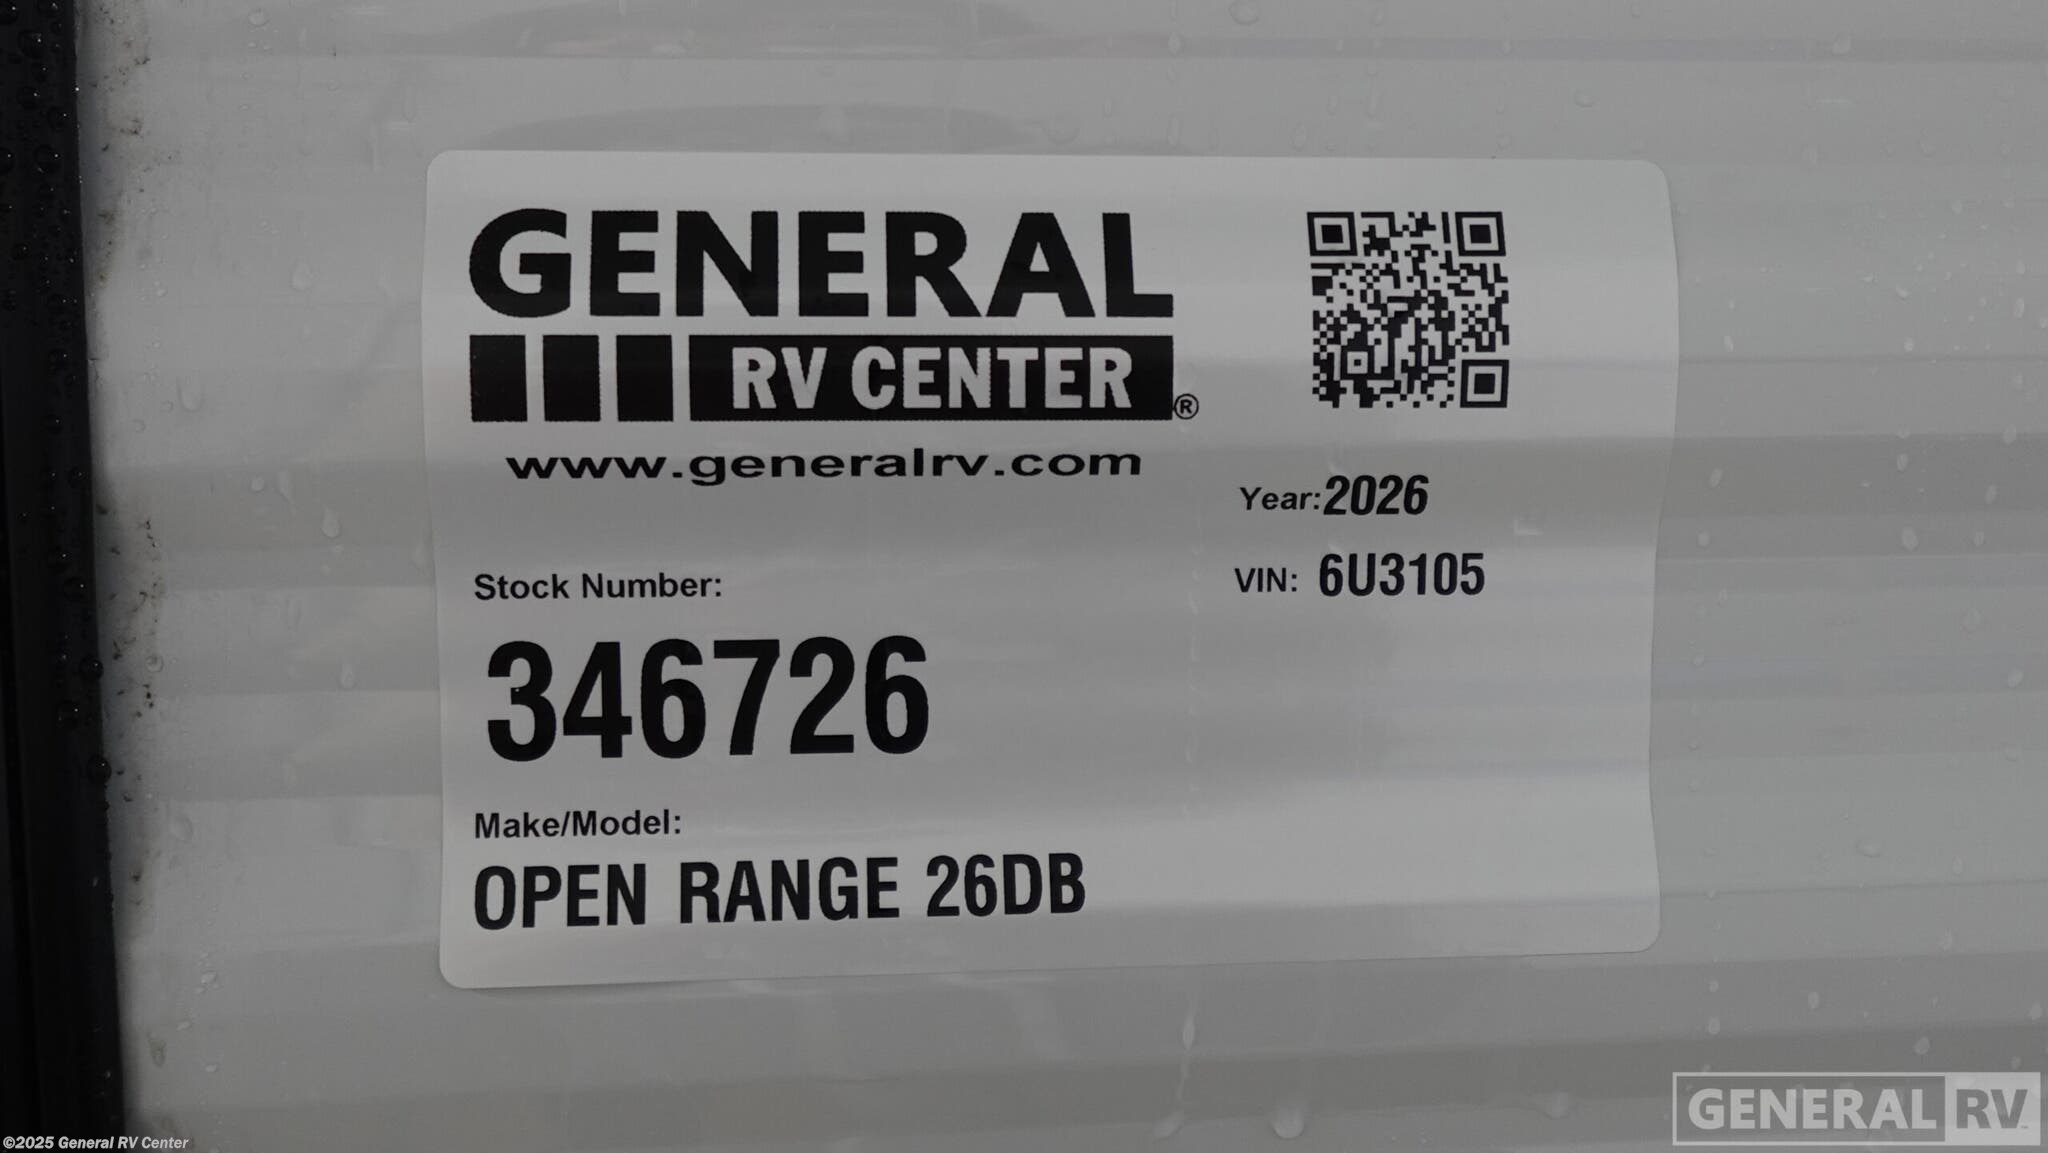 GENERAL
RV CENTER®
www.generalrv.com
Year: 2026
VIN: 6U3105
Stock Number:
346726
Make/Model:
OPEN RANGE 26DB
©2025 General RV Center
GENERAL RV